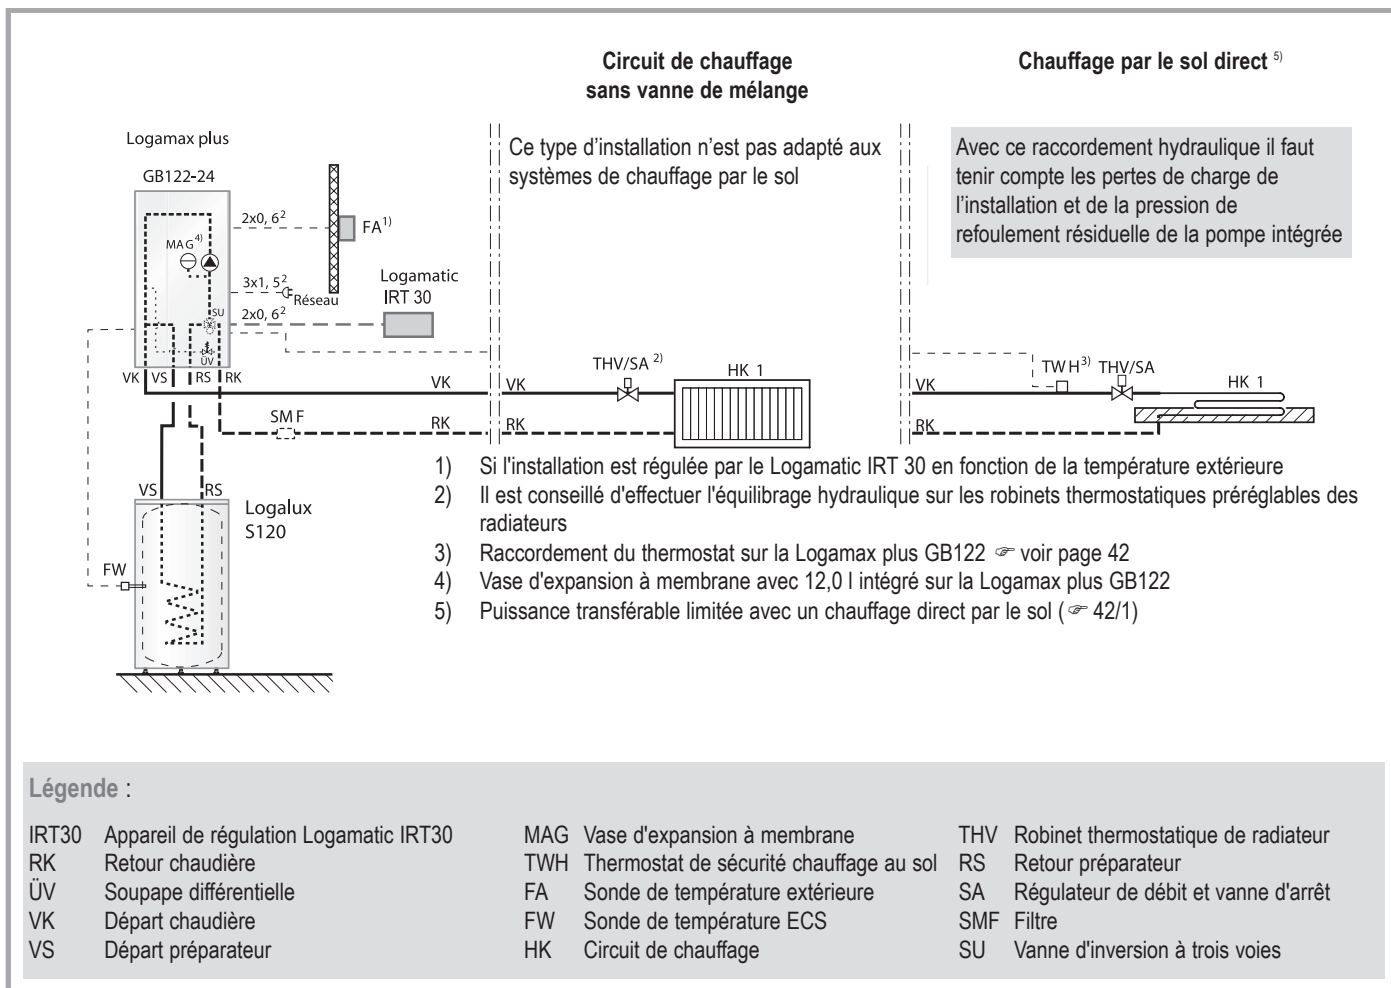 Circuit de chauffage
sans vanne de mélange
Chauffage par le sol direct 5)
Logamax plus
GB122-24
Ce type d'installation n'est pas adapté aux
systèmes de chauffage par le sol
Avec ce raccordement hydraulique il faut
tenir compte les pertes de charge de
l'installation et de la pression de
refoulement résiduelle de la pompe intégrée
2x0, 6²
FA 1)
MAG 4)
3x1, 5²
Réseau
Logamatic
IRT 30
SU
2x0, 6²
ÜV
VK VS RS RK
VK
RK
SMF
VK
THV/SA 2)
HK 1
RK
VK
TWH 3)
THV/SA
HK 1
RK
VS
RS
Logalux
S120
FW
1) Si l'installation est régulée par le Logamatic IRT 30 en fonction de la température extérieure
2) Il est conseillé d'effectuer l'équilibrage hydraulique sur les robinets thermostatiques préréglables des
radiateurs
3) Raccordement du thermostat sur la Logamax plus GB122 ☞ voir page 42
4) Vase d'expansion à membrane avec 12,0 l intégré sur la Logamax plus GB122
5) Puissance transférable limitée avec un chauffage direct par le sol (☞ 42/1)
Légende :
IRT30 Appareil de régulation Logamatic IRT30
RK Retour chaudière
ÜV Soupape différentielle
VK Départ chaudière
VS Départ préparateur
MAG Vase d'expansion à membrane
TWH Thermostat de sécurité chauffage au sol
FA Sonde de température extérieure
FW Sonde de température ECS
HK Circuit de chauffage
THV Robinet thermostatique de radiateur
RS Retour préparateur
SA Régulateur de débit et vanne d'arrêt
SMF Filtre
SU Vanne d'inversion à trois voies